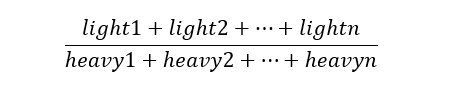 light1 + light2 + ⋯ + lightn
heavy1 + heavy2 + ⋯ + heavyn